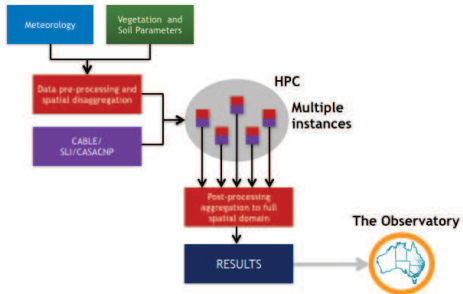 Meteorology
Vegetation and
Soil Parameters
Data pre-processing and
spatial disaggregation
CABLE/
SLI/CASACNP
HPC
Multiple
instances
Post-processing
aggregation to full
spatial domain
RESULTS
The Observatory